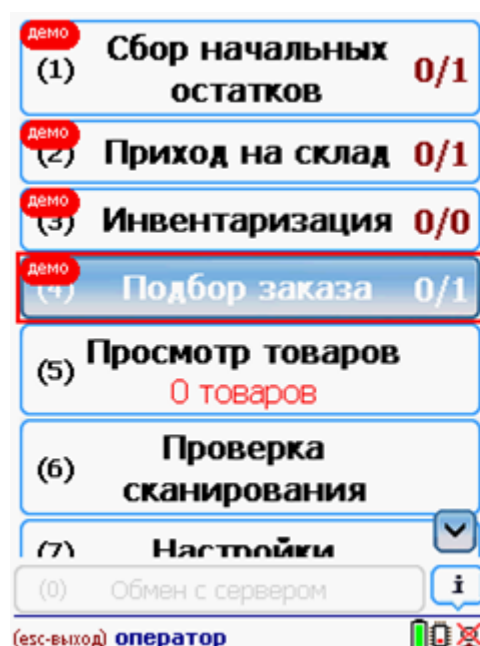 демо
(1) Сбор начальных 0/1
остатков
демо
(2) Приход на склад 0/1
демо
(3) Инвентаризация 0/0
демо
(4) Подбор заказа 0/1
(5) Просмотр товаров
0 товаров
(6) Проверка
сканирования
(7) Настройки
(0) Обмен с сервером i
(esc-выход) оператор